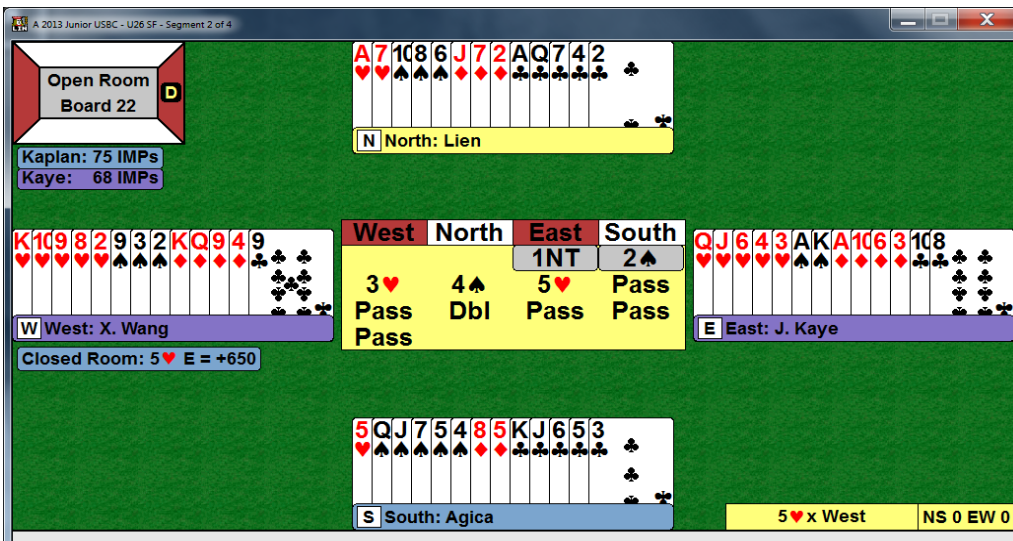 LIN A 2013 Junior USBC - U26 SF - Segment 2 of 4
Open Room
Board 22
D
Kaplan: 75 IMPs
Kaye: 68 IMPs
A 7 10 8 6 J 7 2 A Q 7 4 2
N North: Lien
K 10 9 8 2 9 3 2 K Q 9 4 9
W West: X. Wang
Closed Room: 5♥ E = +650
West North East South
1NT 2♠
3♥ 4♠ 5♥ Pass
Pass Dbl Pass Pass
Pass
Q J 6 4 3 A K A 10 6 3 10 8
E East: J. Kaye
5 Q J 7 5 4 8 5 K J 6 5 3
S South: Agica
5♥x West NS 0 EW 0